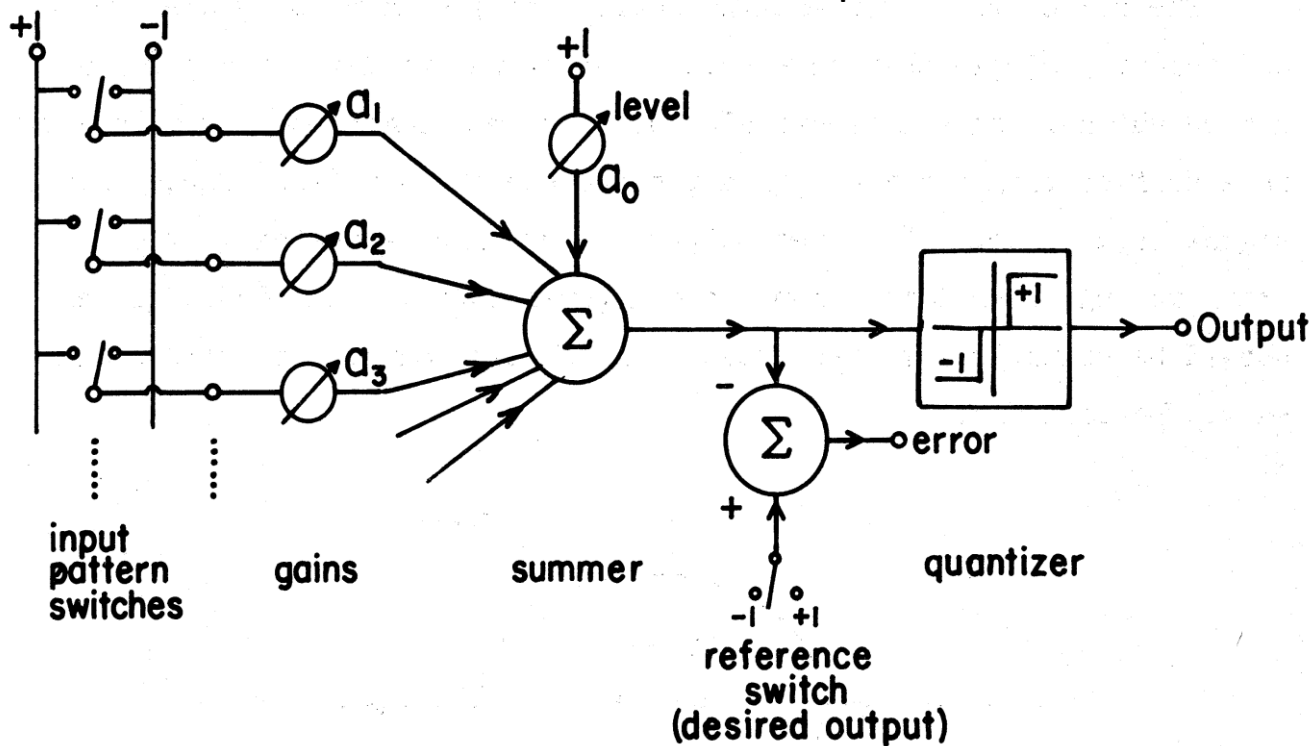 +1
-1
+1
a1
level
a0
a2
Σ
+1
-1
Output
a3
-
Σ
error
+
input
pattern
switches
gains
summer
quantizer
-1
+1
reference
switch
(desired output)